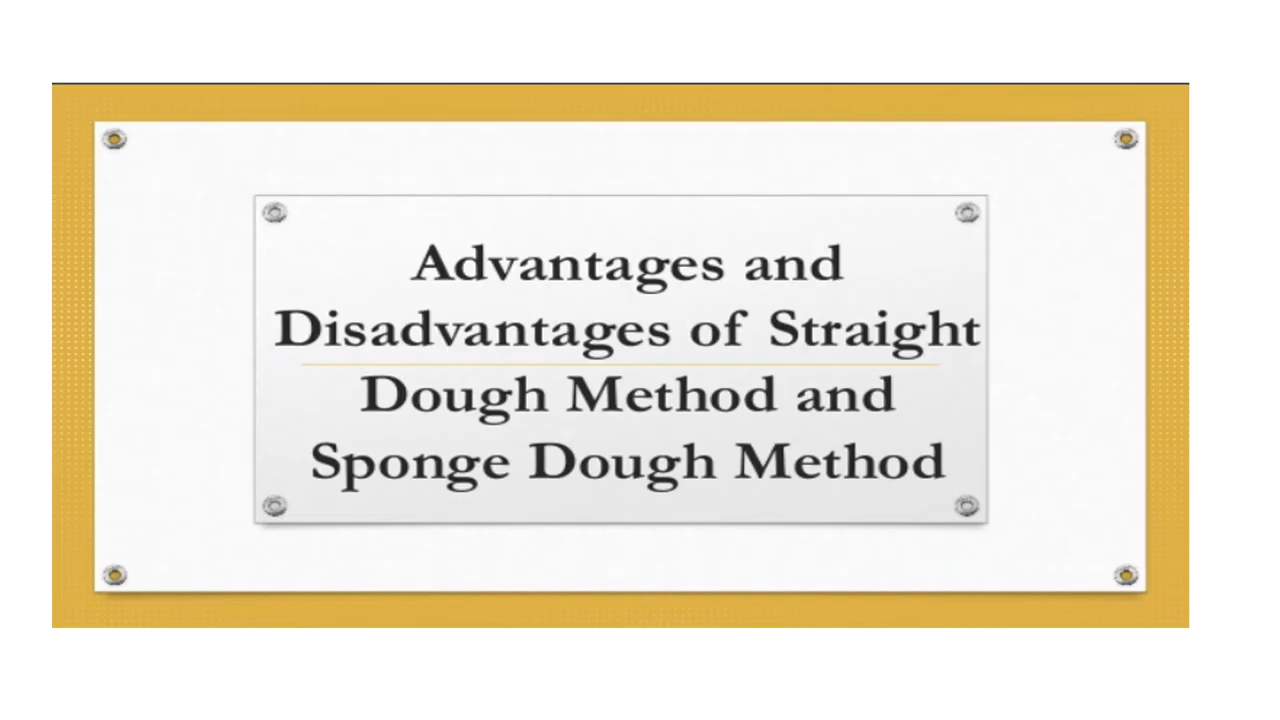 Advantages and
Disadvantages of Straight
Dough Method and
Sponge Dough Method